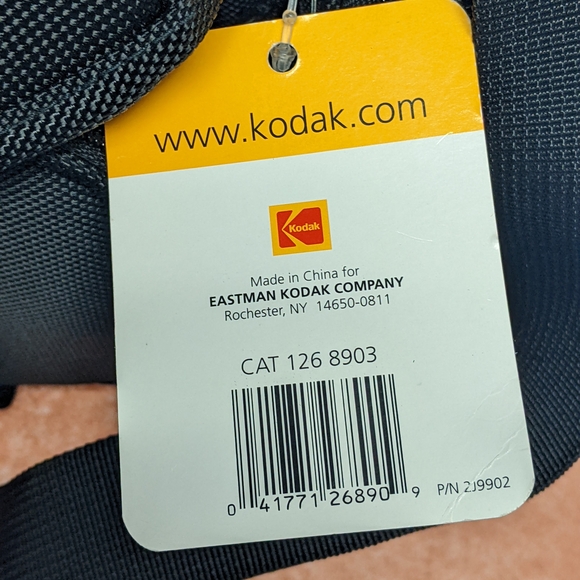 www.kodak.com
Kodak
Made in China for
EASTMAN KODAK COMPANY
Rochester, NY 14650-0811
CAT 126 8903
0 41771 26890 9
P/N